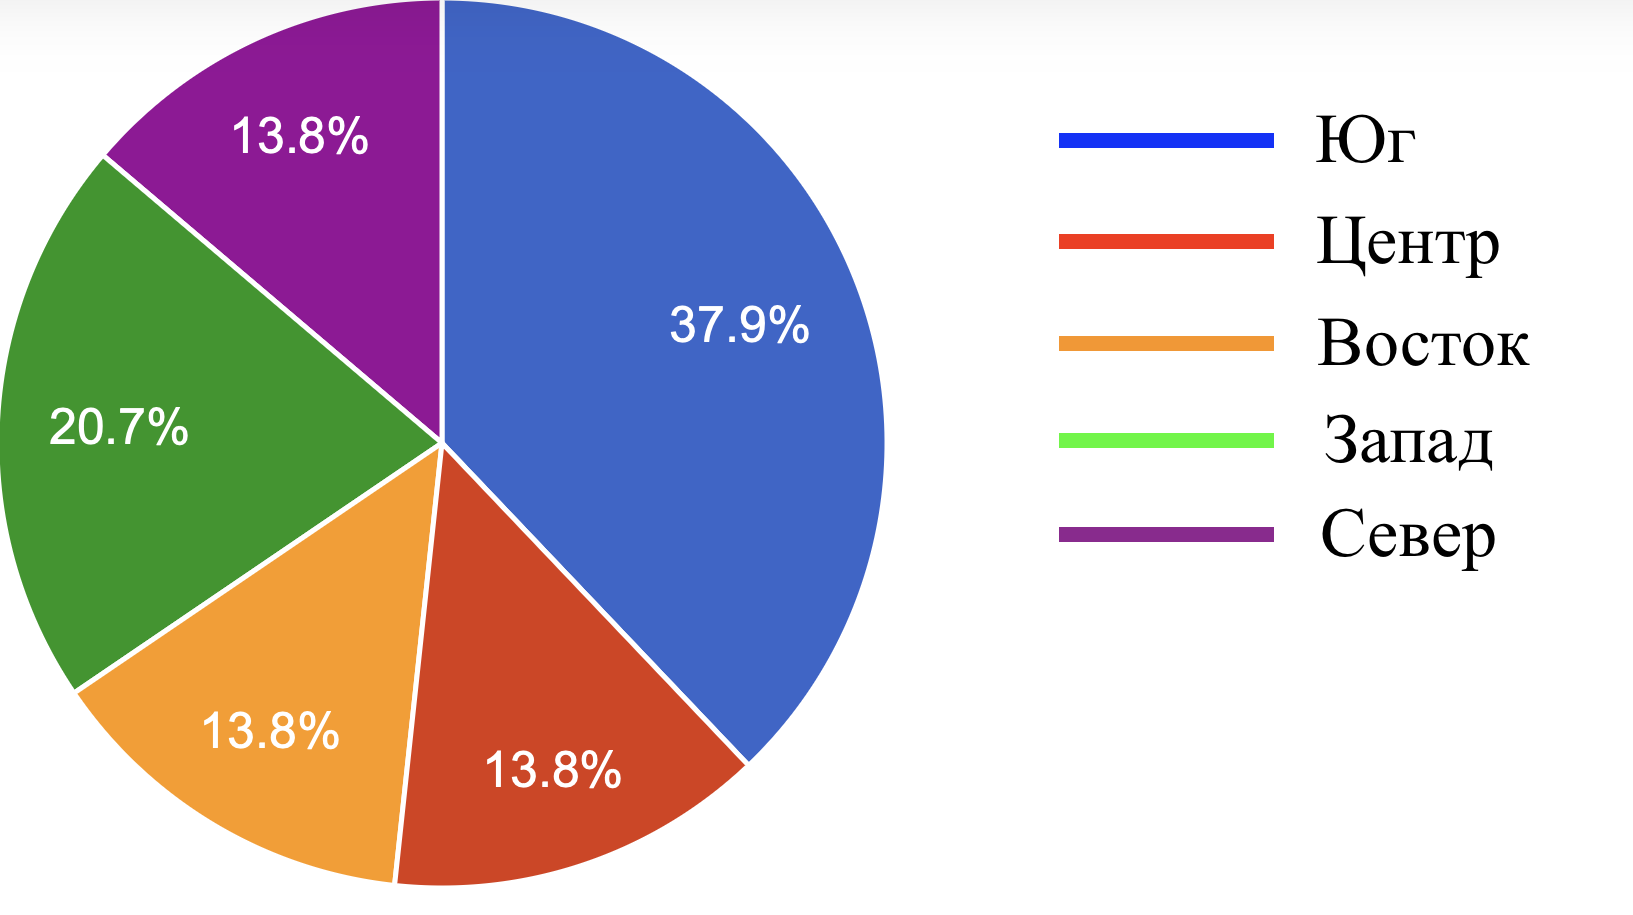 13.8%
37.9%
20.7%
13.8%
13.8%
Юг
Центр
Восток
Запад
Север